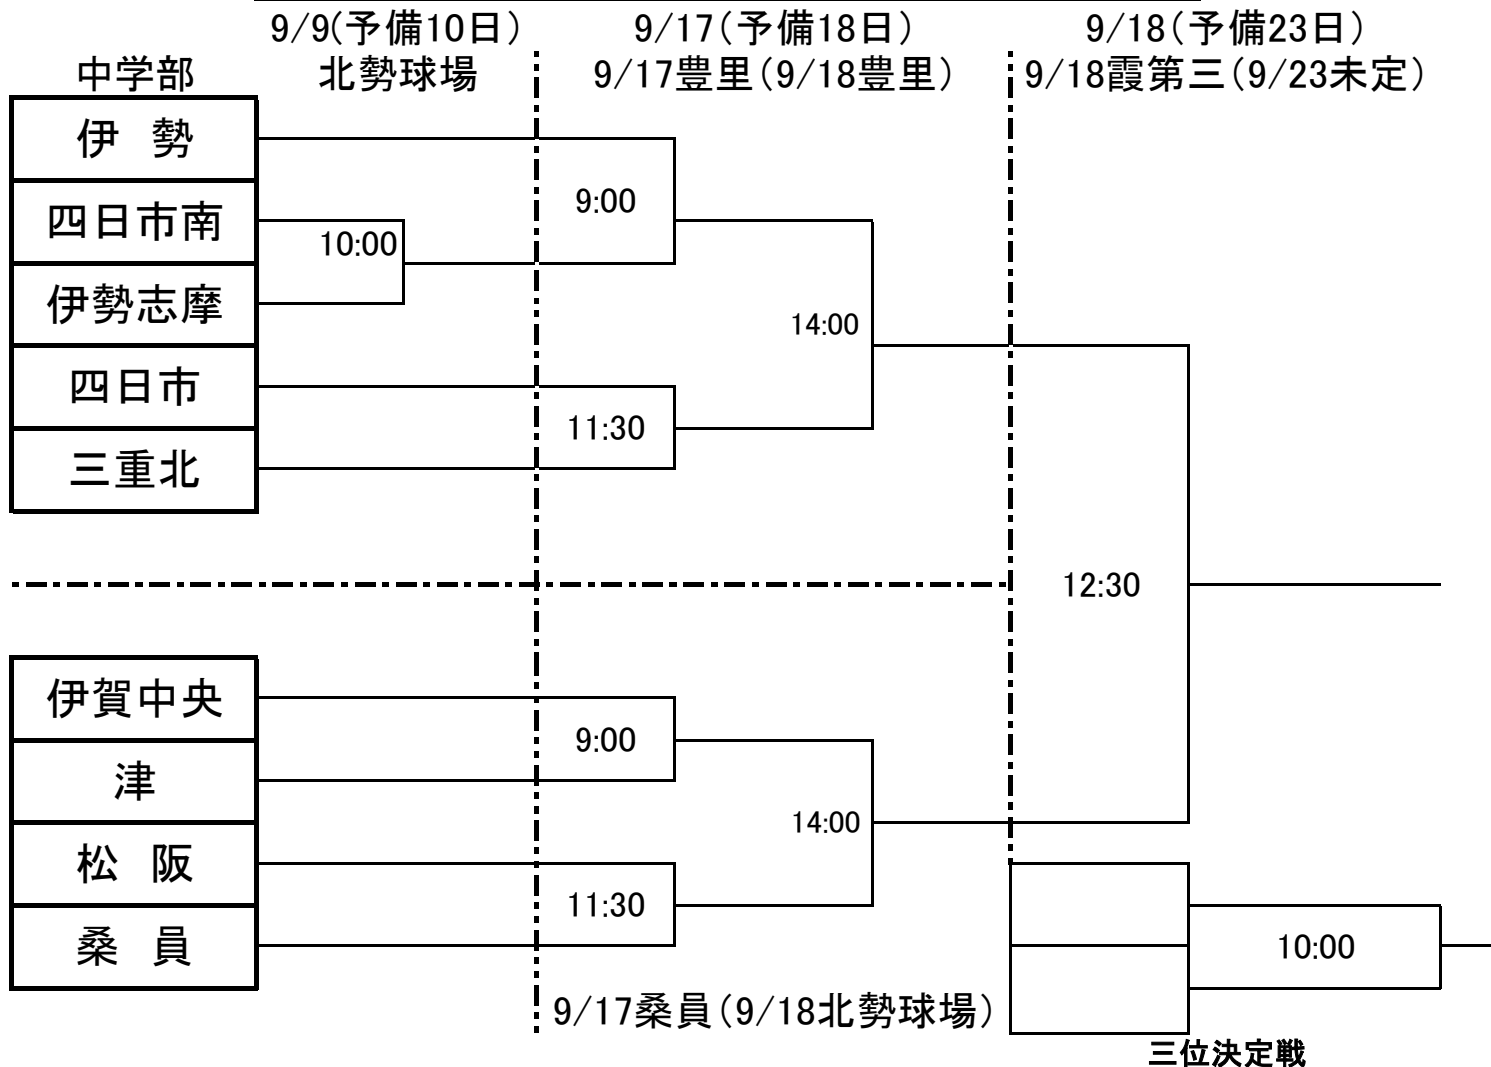 9/9(予備10日)
9/17(予備18日)
9/18(予備23日)
中学部
北勢球場
9/17豊里(9/18豊里)
9/18霞第三(9/23未定)
伊 勢
9:00
四日市南
10:00
伊勢志摩
14:00
四日市
11:30
三重北
12:30
伊賀中央
9:00
津
14:00
松 阪
11:30
桑 員
10:00
9/17桑員(9/18北勢球場)
三位決定戦